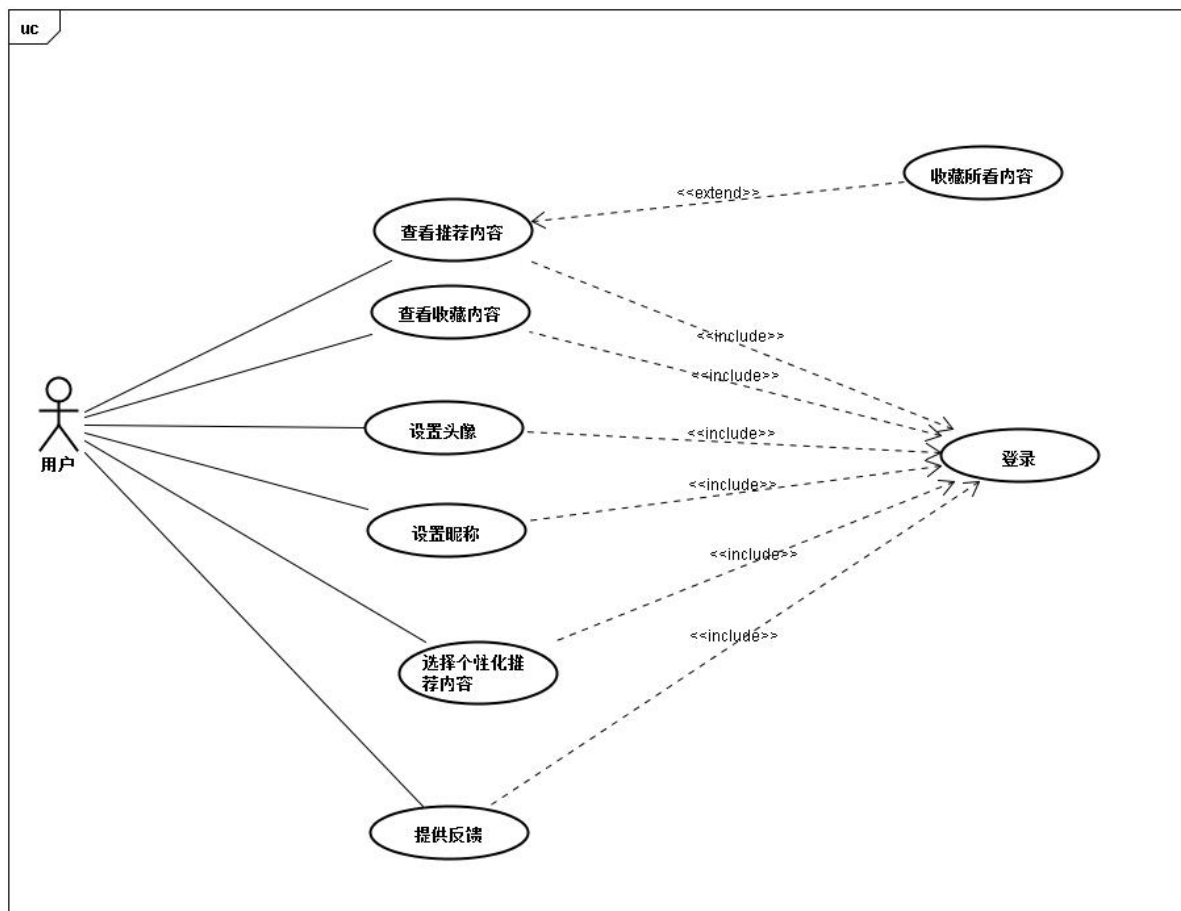 uc
收藏所看内容
<<extend>>
查看推荐内容
查看收藏内容
<<include>>
<<include>>
用户
设置头像
<<include>>
登录
<<include>>
设置昵称
<<include>>
选择个性化推
荐内容
<<include>>
提供反馈